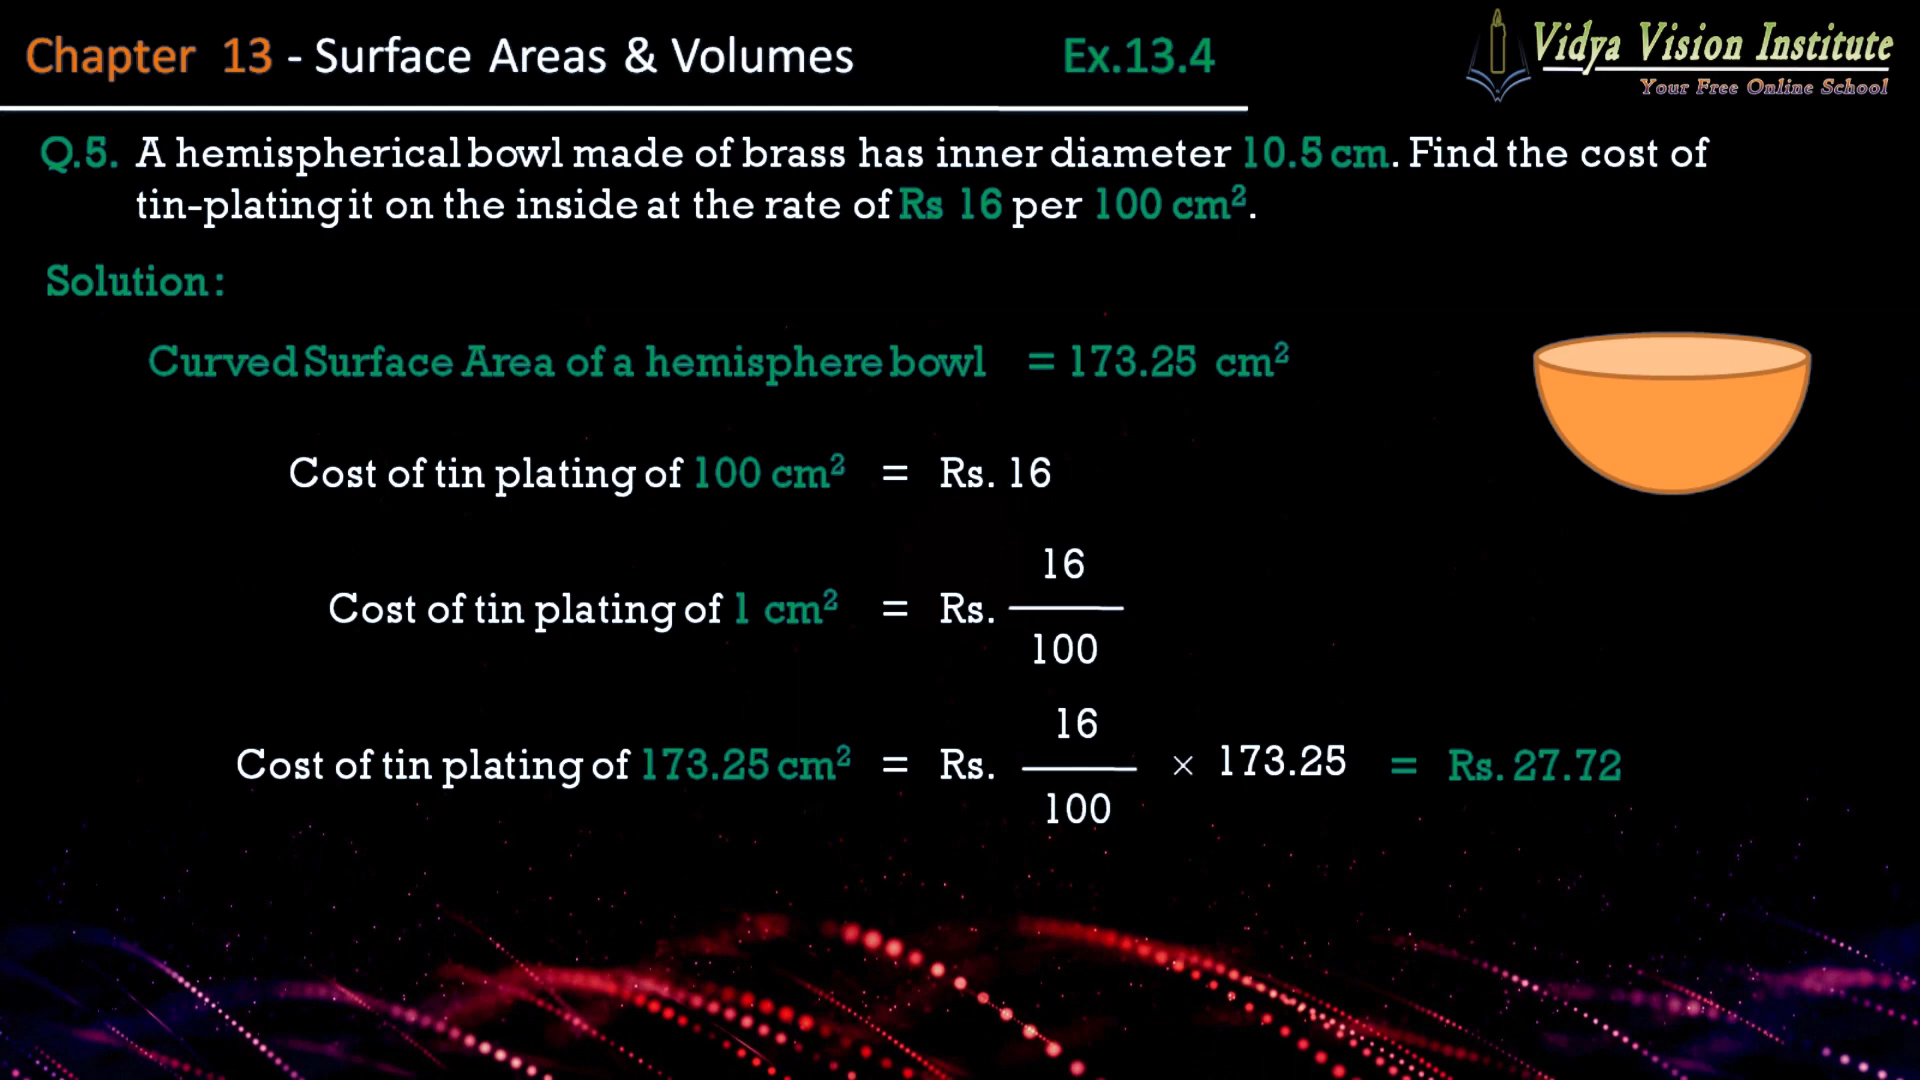 Chapter 13 - Surface Areas & Volumes Ex.13.4
Vidya Vision Institute
Your Free Online School
Q.5. A hemispherical bowl made of brass has inner diameter 10.5 cm. Find the cost of
tin-plating it on the inside at the rate of Rs 16 per 100 cm².
Solution:
Curved Surface Area of a hemisphere bowl = 173.25 cm²
Cost of tin plating of 100 cm² = Rs. 16
16
Cost of tin plating of 1 cm² = Rs.
100
16
Cost of tin plating of 173.25 cm² = Rs. × 173.25 = Rs. 27.72
100